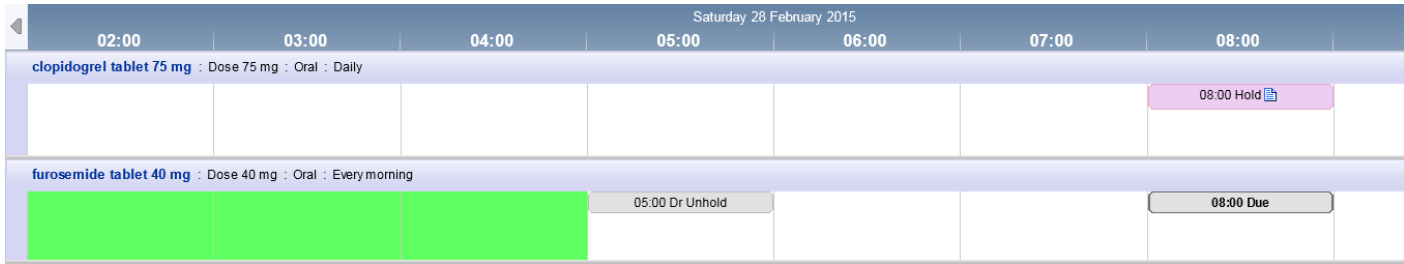 Saturday 28 February 2015
02:00 03:00 04:00 05:00 06:00 07:00 08:00
clopidogrel tablet 75 mg : Dose 75 mg : Oral : Daily
08:00 Hold
furosemide tablet 40 mg : Dose 40 mg : Oral : Every morning
05:00 Dr Unhold 08:00 Due